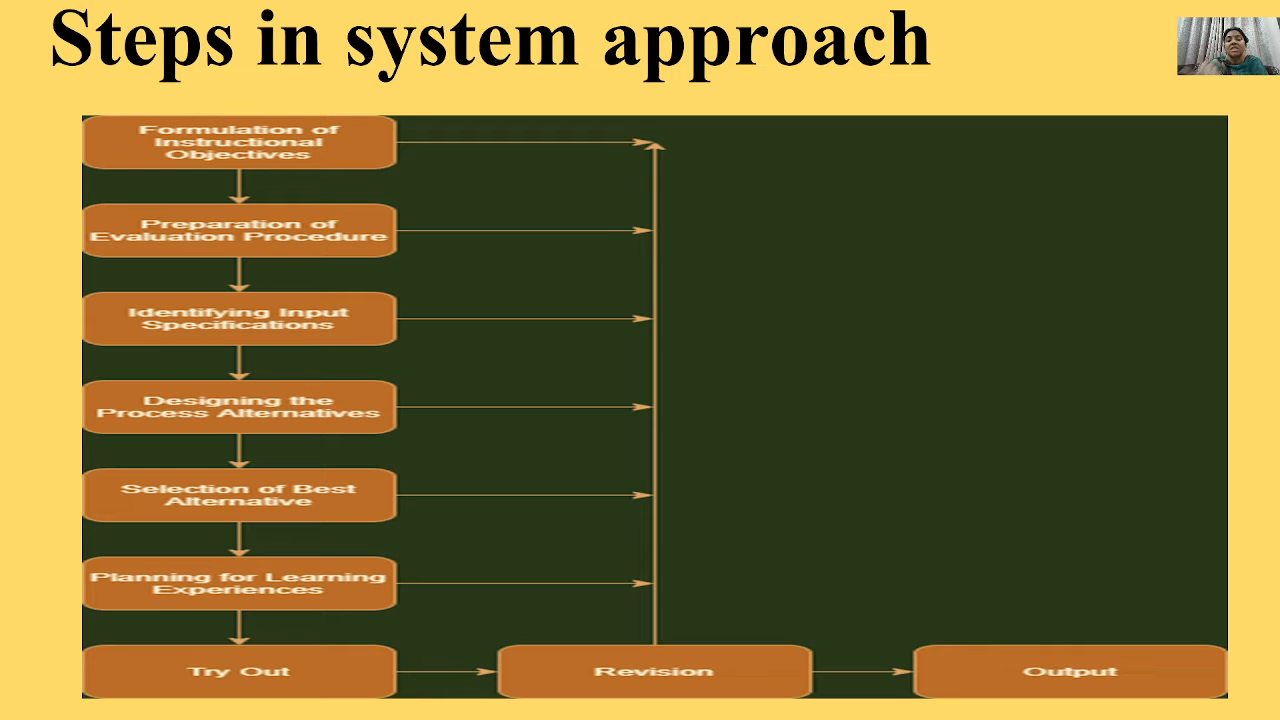 Steps in system approach
Formulation of
Instructional
Objectives
Preparation of
Evaluation Procedure
Identifying Input
Specifications
Designing the
Process Alternatives
Selection of Best
Alternative
Planning for Learning
Experiences
Try Out
Revision
Output